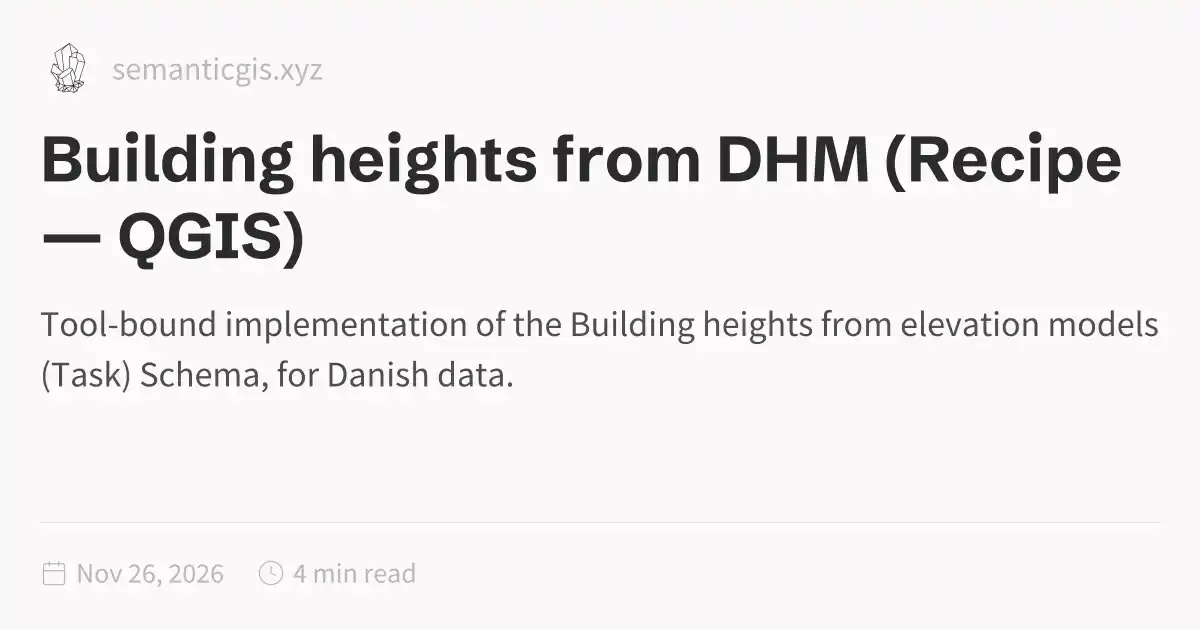 semanticgis.xyz
Building heights from DHM (Recipe
— QGIS)
Tool-bound implementation of the Building heights from elevation models
(Task) Schema, for Danish data.
Nov 26, 2026 4 min read